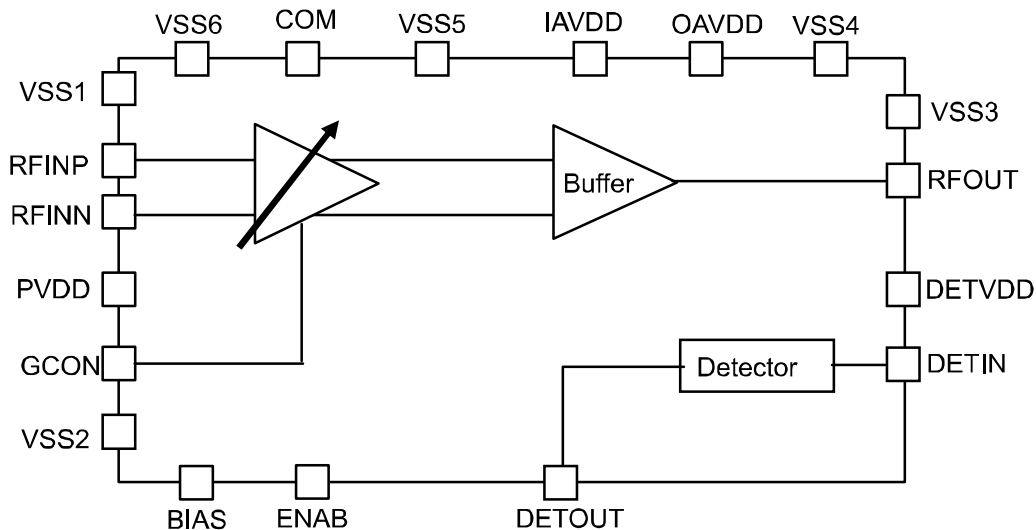 VSS6
COM
VSS5
IAVDD
OAVDD
VSS4
VSS1
VSS3
RFINP
Buffer
RFOUT
RFINN
PVDD
DETVDD
GCON
Detector
DETIN
VSS2
BIAS
ENAB
DETOUT